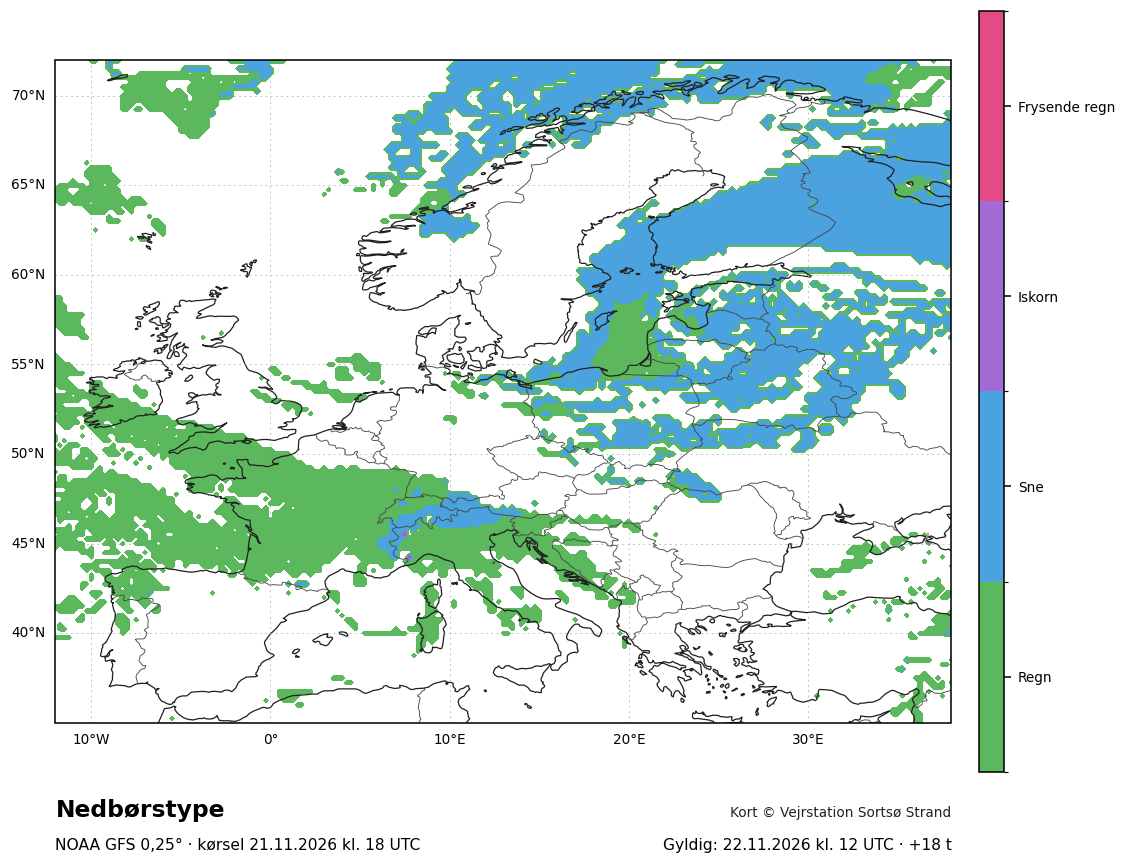 70°N
65°N
60°N
55°N
50°N
45°N
40°N
10°W
0°
10°E
20°E
30°E
Frysende regn
Iskorn
Sne
Regn
Nedbørstype
Kort © Vejrstation Sortsø Strand
NOAA GFS 0,25° · kørsel 21.11.2026 kl. 18 UTC
Gyldig: 22.11.2026 kl. 12 UTC · +18 t